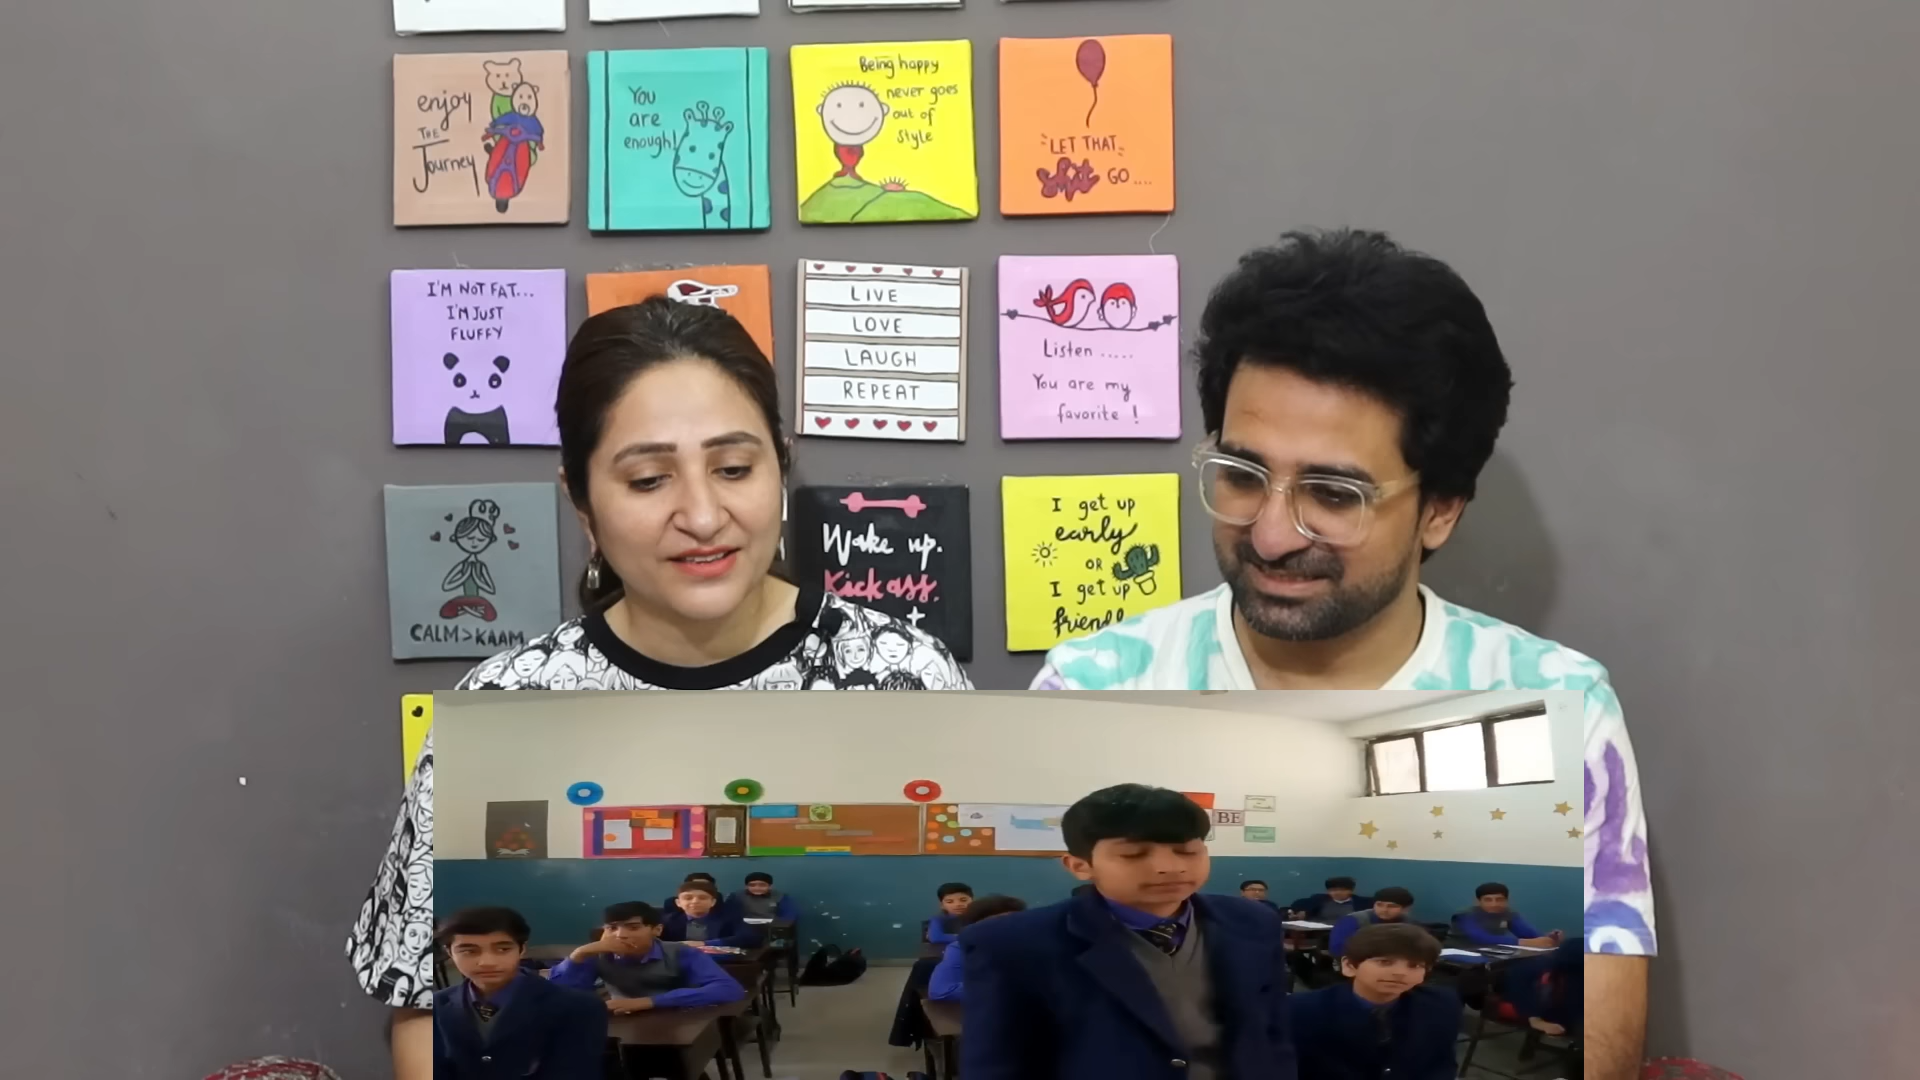 enjoy
THE
Journey
You
are
enough!
Being happy
never goes
out of
style
"LET THAT
shit GO....
I'M NOT FAT...
I'M JUST
FLUFFY
LIVE
LOVE
LAUGH
REPEAT
Listen .....
You are my
favorite !
CALM>KAAM
Wake up.
Kick ass.
+
I get up
early
OR
I get up
BE